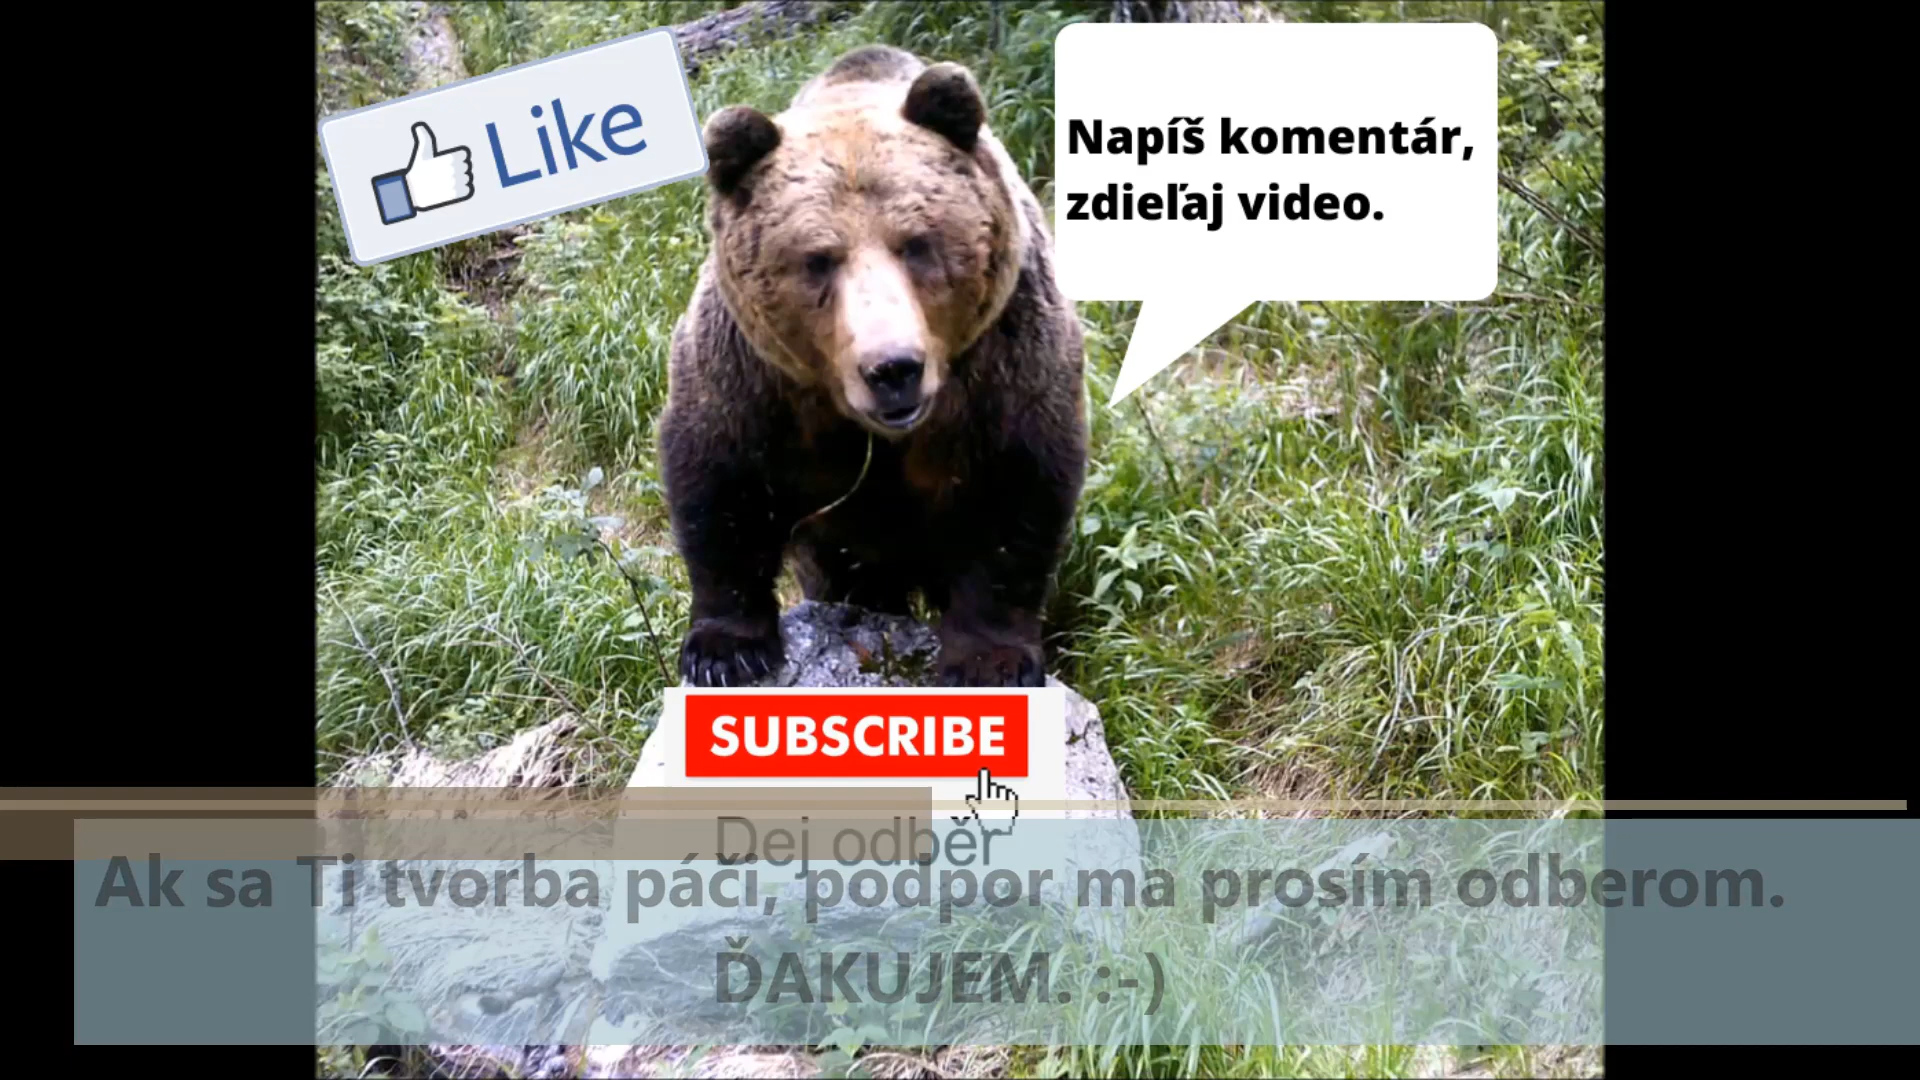 Like
Napíš komentár,
zdieľaj video.
SUBSCRIBE
Dej odběr
Ak sa Ti tvorba páči, podpor ma prosím odberom.
ĎAKUJEM. :-)